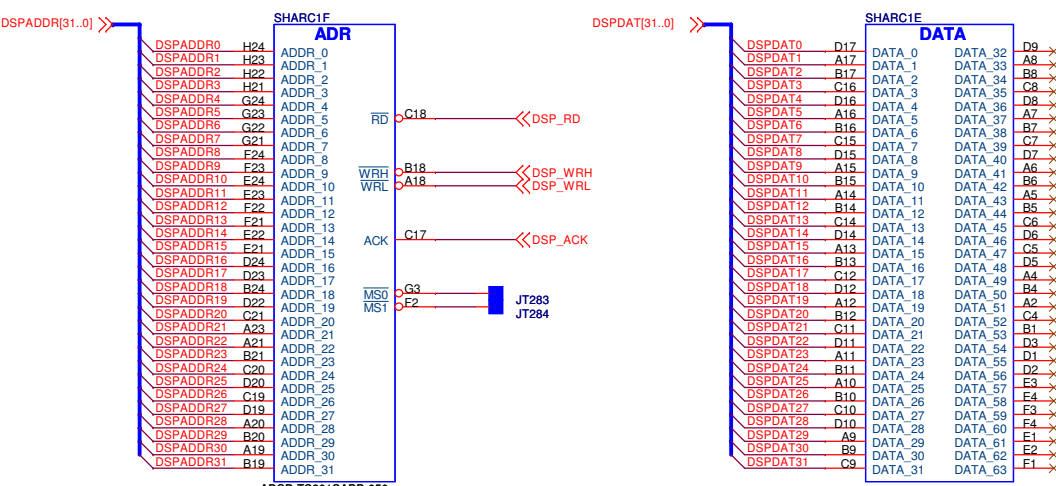 DSPADDR[31..0]
SHARC1F
ADR
DSPADDR0 H24 ADDR_0
DSPADDR1 H23 ADDR_1
DSPADDR2 H22 ADDR_2
DSPADDR3 H21 ADDR_3
DSPADDR4 G24 ADDR_4
DSPADDR5 G23 ADDR_5
DSPADDR6 G22 ADDR_6
DSPADDR7 G21 ADDR_7
DSPADDR8 F24 ADDR_8
DSPADDR9 F23 ADDR_9
DSPADDR10 E24 ADDR_10
DSPADDR11 E23 ADDR_11
DSPADDR12 F22 ADDR_12
DSPADDR13 F21 ADDR_13
DSPADDR14 E22 ADDR_14
DSPADDR15 E21 ADDR_15
DSPADDR16 D24 ADDR_16
DSPADDR17 D23 ADDR_17
DSPADDR18 B24 ADDR_18
DSPADDR19 D22 ADDR_19
DSPADDR20 C21 ADDR_20
DSPADDR21 A23 ADDR_21
DSPADDR22 A21 ADDR_22
DSPADDR23 B21 ADDR_23
DSPADDR24 C20 ADDR_24
DSPADDR25 D20 ADDR_25
DSPADDR26 C19 ADDR_26
DSPADDR27 D19 ADDR_27
DSPADDR28 A20 ADDR_28
DSPADDR29 B20 ADDR_29
DSPADDR30 A19 ADDR_30
DSPADDR31 B19 ADDR_31
RD C18 DSP_RD
WRH B18 DSP_WRH
WRL A18 DSP_WRL
ACK C17 DSP_ACK
MS0 G3 JT283
MS1 F2 JT284
DSPDAT[31..0]
SHARC1E
DATA
DSPDAT0 D17 DATA_0 DATA_32 D9
DSPDAT1 A17 DATA_1 DATA_33 A8
DSPDAT2 B17 DATA_2 DATA_34 B8
DSPDAT3 C16 DATA_3 DATA_35 C8
DSPDAT4 D16 DATA_4 DATA_36 D8
DSPDAT5 A16 DATA_5 DATA_37 A7
DSPDAT6 B16 DATA_6 DATA_38 B7
DSPDAT7 C15 DATA_7 DATA_39 C7
DSPDAT8 D15 DATA_8 DATA_40 D7
DSPDAT9 A15 DATA_9 DATA_41 A6
DSPDAT10 B15 DATA_10 DATA_42 B6
DSPDAT11 A14 DATA_11 DATA_43 A5
DSPDAT12 B14 DATA_12 DATA_44 B5
DSPDAT13 C14 DATA_13 DATA_45 C6
DSPDAT14 D14 DATA_14 DATA_46 D6
DSPDAT15 A13 DATA_15 DATA_47 C5
DSPDAT16 B13 DATA_16 DATA_48 D5
DSPDAT17 C12 DATA_17 DATA_49 A4
DSPDAT18 D12 DATA_18 DATA_50 B4
DSPDAT19 A12 DATA_19 DATA_51 A2
DSPDAT20 B12 DATA_20 DATA_52 C4
DSPDAT21 C11 DATA_21 DATA_53 B1
DSPDAT22 D11 DATA_22 DATA_54 D3
DSPDAT23 A11 DATA_23 DATA_55 D1
DSPDAT24 B11 DATA_24 DATA_56 D2
DSPDAT25 A10 DATA_25 DATA_57 E3
DSPDAT26 B10 DATA_26 DATA_58 E4
DSPDAT27 C10 DATA_27 DATA_59 F3
DSPDAT28 D10 DATA_28 DATA_60 F4
DSPDAT29 A9 DATA_29 DATA_61 E1
DSPDAT30 B9 DATA_30 DATA_62 E2
DSPDAT31 C9 DATA_31 DATA_63 F1